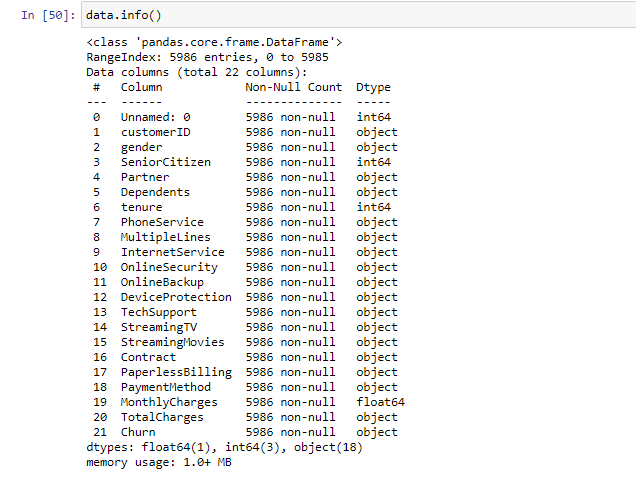 In [50]: data.info()
<class 'pandas.core.frame.DataFrame'>
RangeIndex: 5986 entries, 0 to 5985
Data columns (total 22 columns):
 #   Column            Non-Null Count  Dtype
---  ------            --------------  -----
 0   Unnamed: 0        5986 non-null   int64
 1   customerID        5986 non-null   object
 2   gender            5986 non-null   object
 3   SeniorCitizen     5986 non-null   int64
 4   Partner           5986 non-null   object
 5   Dependents        5986 non-null   object
 6   tenure            5986 non-null   int64
 7   PhoneService      5986 non-null   object
 8   MultipleLines     5986 non-null   object
 9   InternetService   5986 non-null   object
 10  OnlineSecurity    5986 non-null   object
 11  OnlineBackup      5986 non-null   object
 12  DeviceProtection  5986 non-null   object
 13  TechSupport       5986 non-null   object
 14  StreamingTV       5986 non-null   object
 15  StreamingMovies   5986 non-null   object
 16  Contract          5986 non-null   object
 17  PaperlessBilling  5986 non-null   object
 18  PaymentMethod     5986 non-null   object
 19  MonthlyCharges    5986 non-null   float64
 20  TotalCharges      5986 non-null   object
 21  Churn             5986 non-null   object
dtypes: float64(1), int64(3), object(18)
memory usage: 1.0+ MB